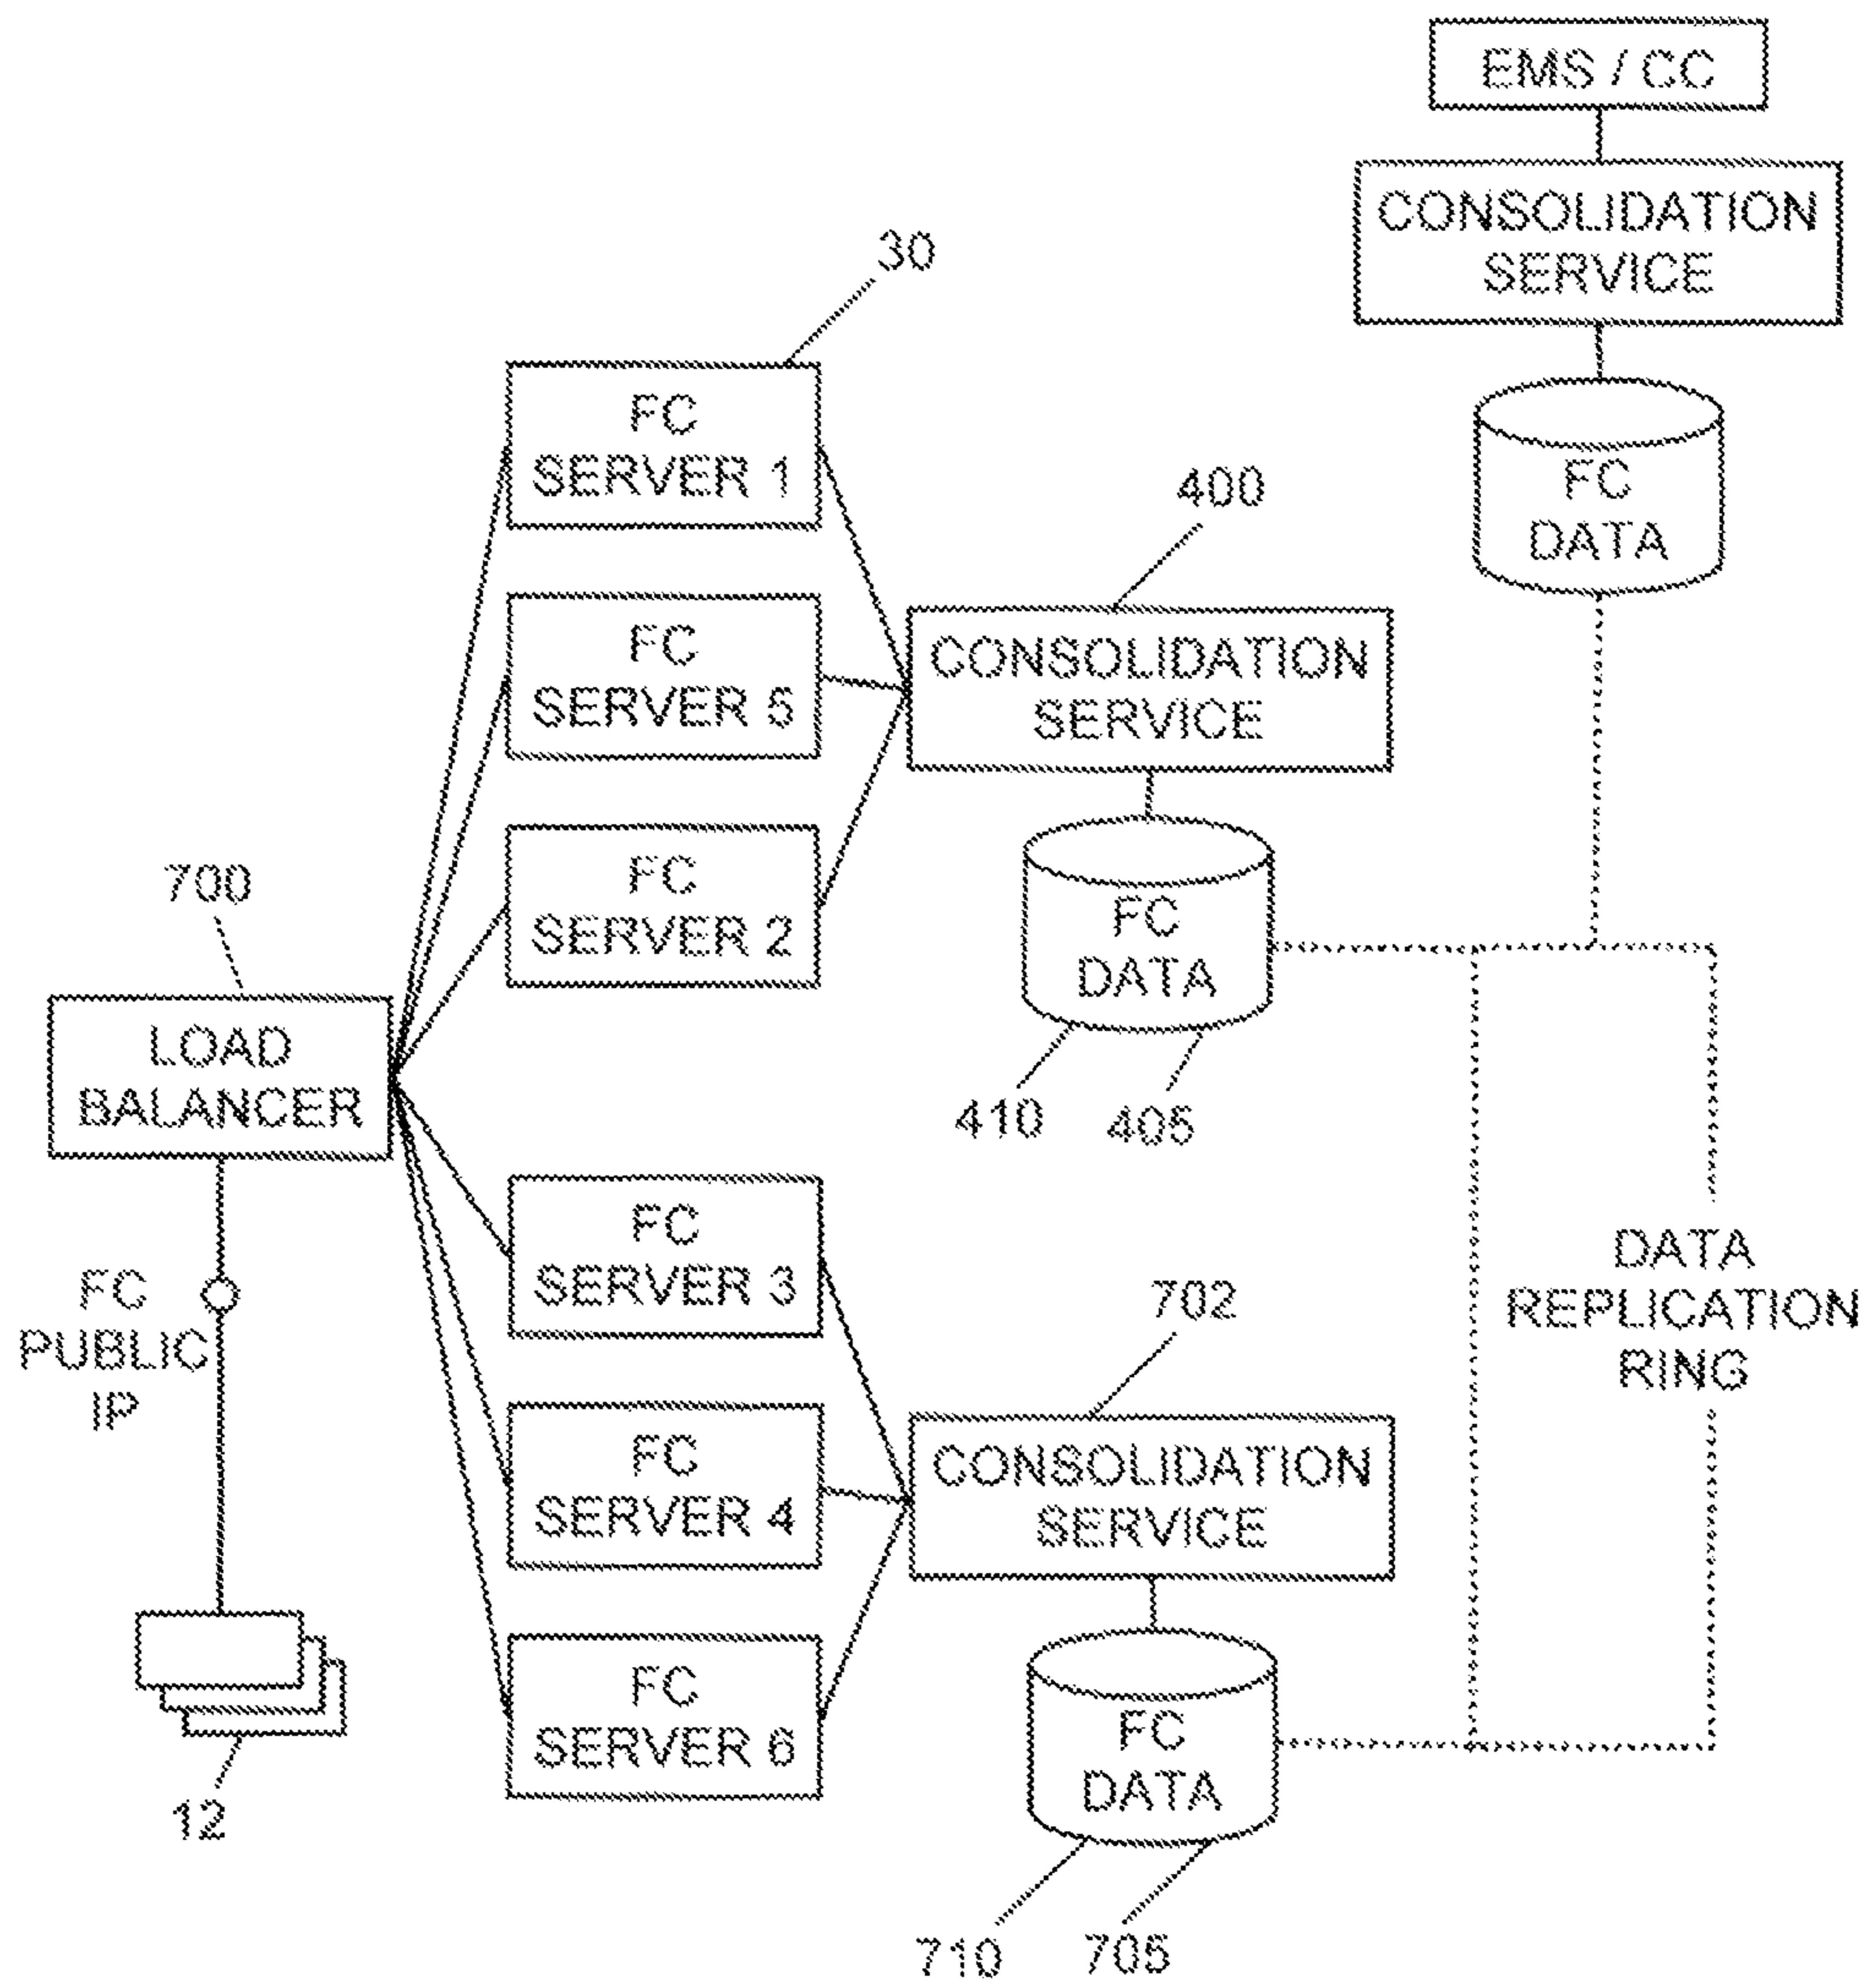 EMS / CC
CONSOLIDATION
SERVICE
FC
DATA
30
FC
SERVER 1
400
FC
SERVER 5
CONSOLIDATION
SERVICE
FC
SERVER 2
FC
DATA
410
405
700
LOAD
BALANCER
FC
PUBLIC
IP
12
FC
SERVER 3
702
FC
SERVER 4
CONSOLIDATION
SERVICE
FC
SERVER 6
FC
DATA
710
705
DATA
REPLICATION
RING